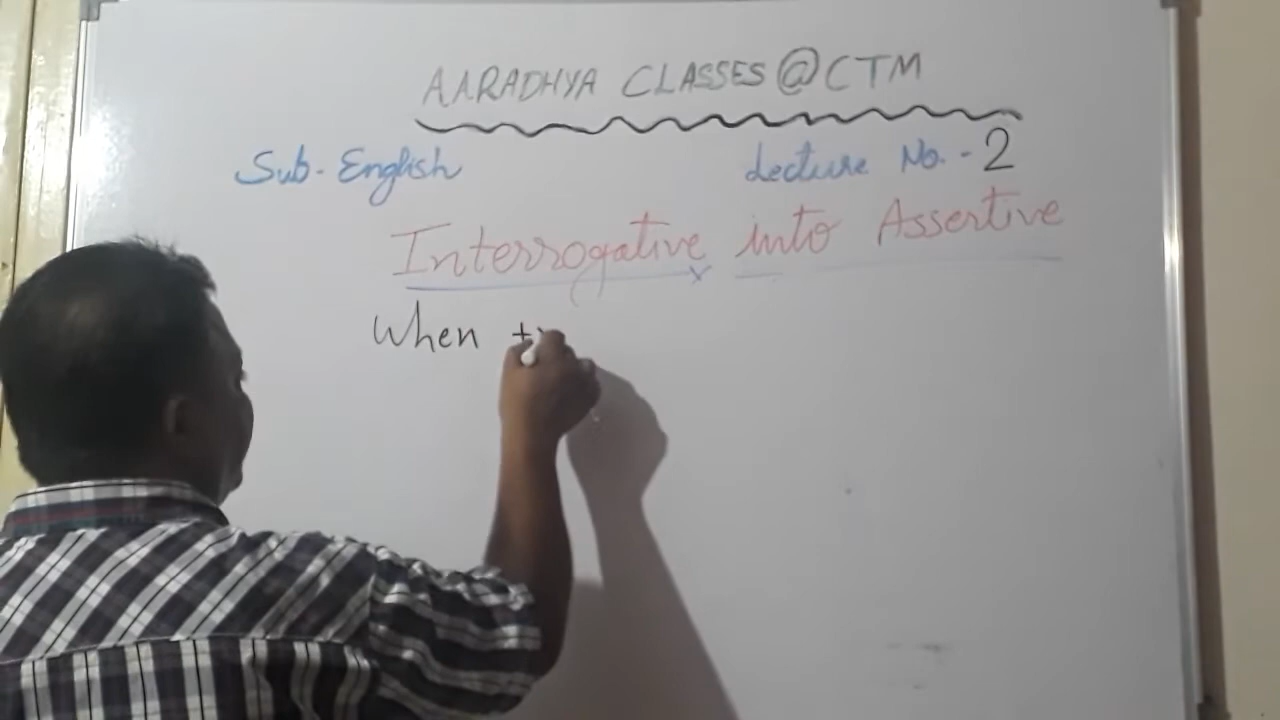 AARADHYA CLASSES @ CTM
Sub. English
Lecture No. - 2
Interrogative into Assertive
When